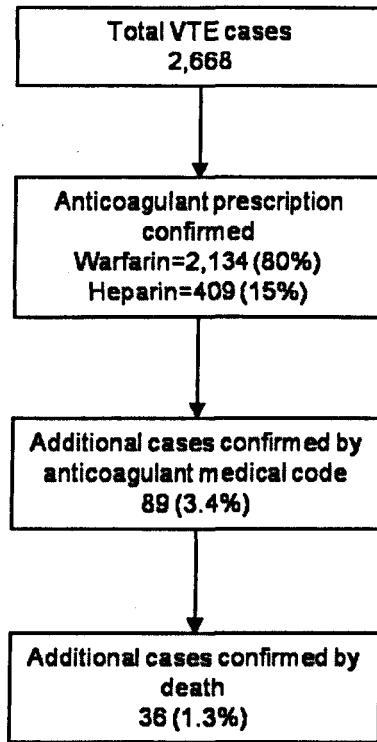 Total VTE cases
2,668
Anticoagulant prescription
confirmed
Warfarin=2,134 (80%)
Heparin=409 (15%)
Additional cases confirmed by
anticoagulant medical code
89 (3.4%)
Additional cases confirmed by
death
36 (1.3%)